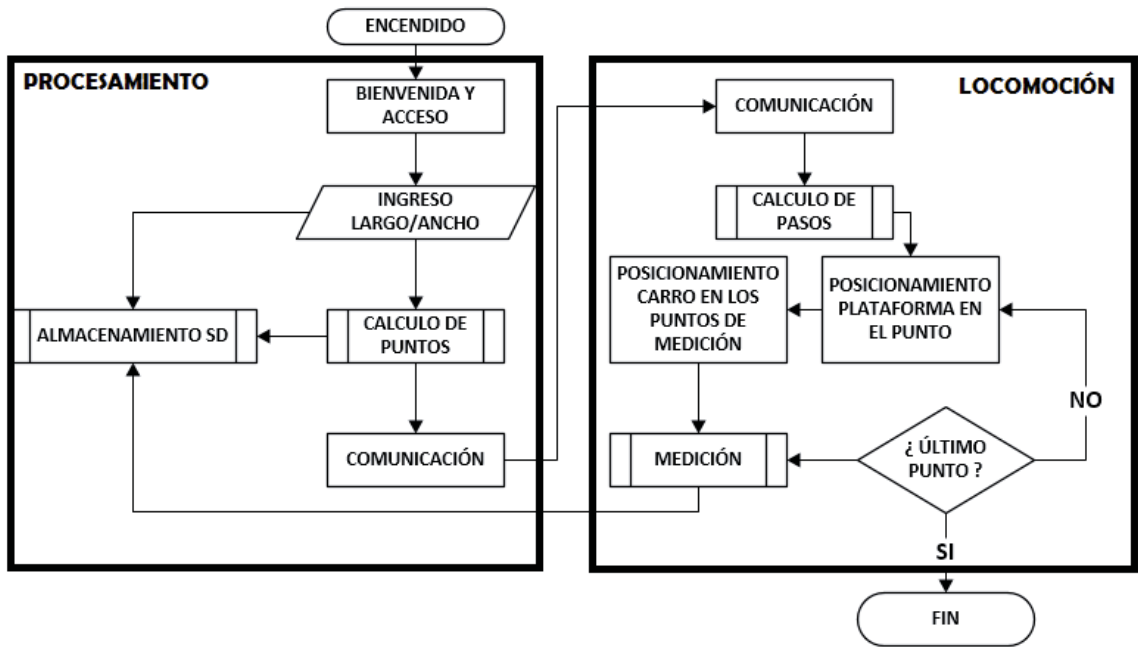 ENCENDIDO
PROCESAMIENTO
BIENVENIDA Y
ACCESO
INGRESO
LARGO/ANCHO
ALMACENAMIENTO SD
CALCULO DE
PUNTOS
COMUNICACIÓN
LOCOMOCIÓN
COMUNICACIÓN
CALCULO DE
PASOS
POSICIONAMIENTO
CARRO EN LOS
PUNTOS DE
MEDICIÓN
POSICIONAMIENTO
PLATAFORMA EN
EL PUNTO
NO
MEDICIÓN
¿ ÚLTIMO
PUNTO ?
SI
FIN